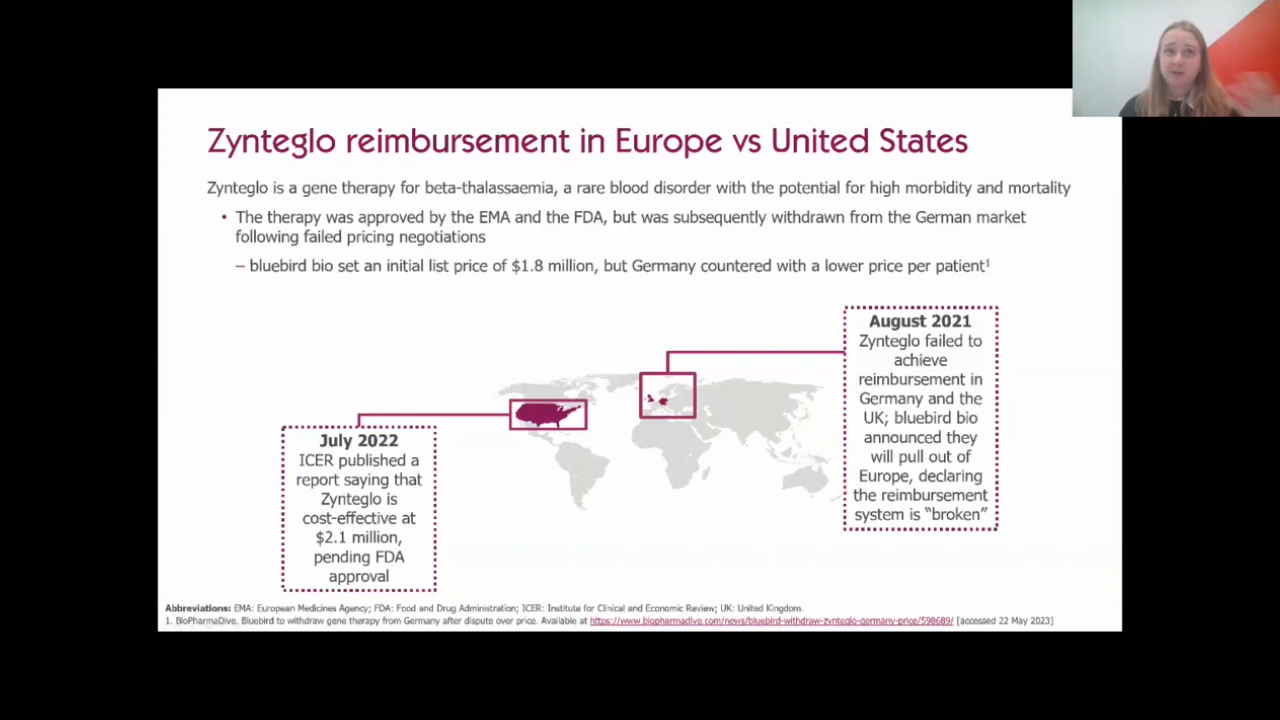 Zynteglo reimbursement in Europe vs United States
Zynteglo is a gene therapy for beta-thalassaemia, a rare blood disorder with the potential for high morbidity and mortality
• The therapy was approved by the EMA and the FDA, but was subsequently withdrawn from the German market
following failed pricing negotiations
– bluebird bio set an initial list price of $1.8 million, but Germany countered with a lower price per patient¹
August 2021
Zynteglo failed to
achieve
reimbursement in
Germany and the
UK; bluebird bio
announced they
will pull out of
Europe, declaring
the reimbursement
system is “broken”
July 2022
ICER published a
report saying that
Zynteglo is
cost-effective at
$2.1 million,
pending FDA
approval
Abbreviations: EMA: European Medicines Agency; FDA: Food and Drug Administration; ICER: Institute for Clinical and Economic Review; UK: United Kingdom.
1. BioPharmaDive. Bluebird to withdraw gene therapy from Germany after dispute over price. Available at https://www.biopharmadive.com/news/bluebird-withdraw-zynteglo-germany-price/598689/ [accessed 22 May 2023]